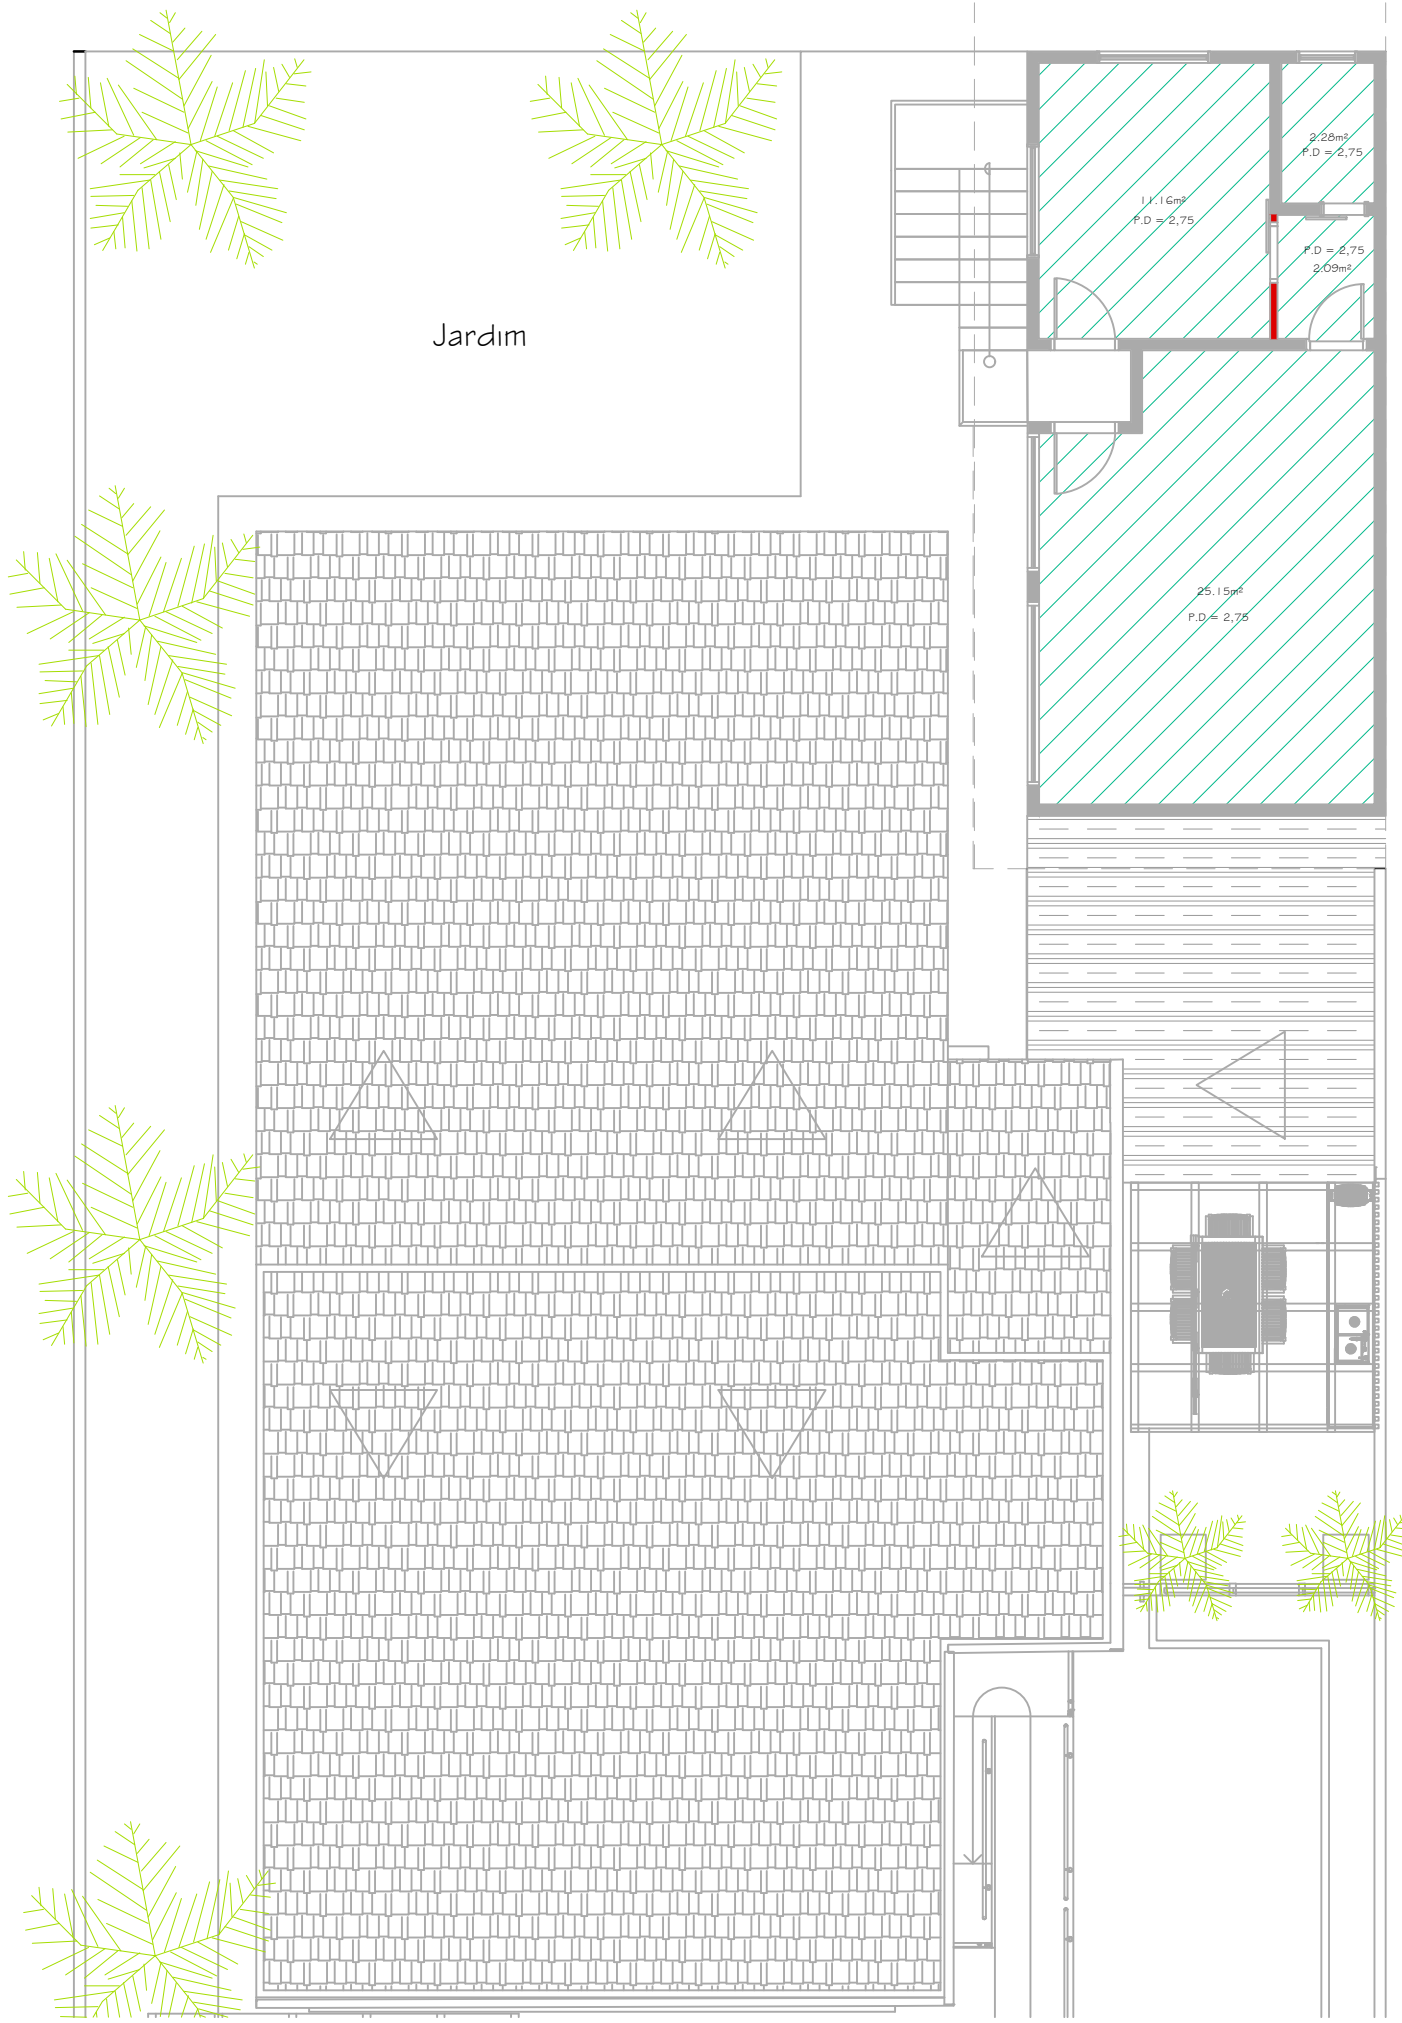 2.28m²
P.D = 2,75
11.16m²
P.D = 2,75
P.D = 2,75
2.09m²
Jardim
25.15m²
P.D = 2,75